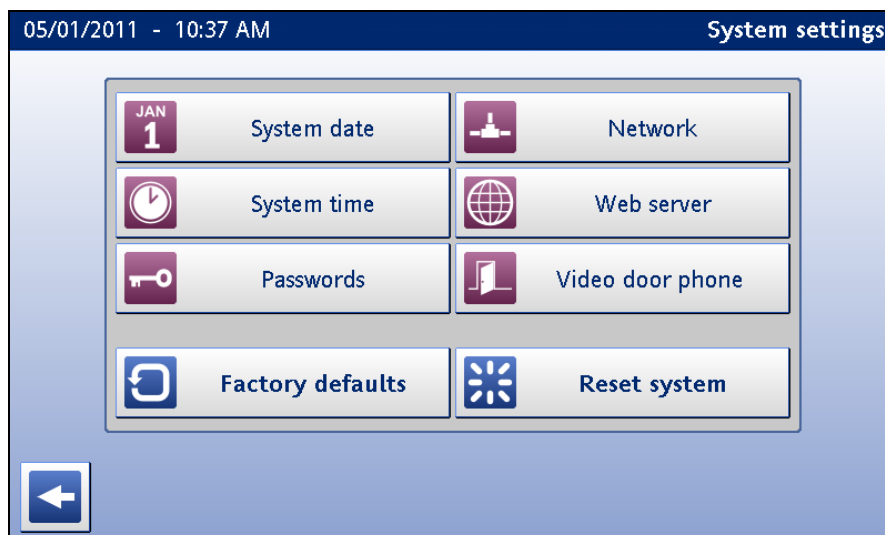 05/01/2011 - 10:37 AM System settings
JAN
1
System date
Network
System time
Web server
Passwords
Video door phone
Factory defaults
Reset system